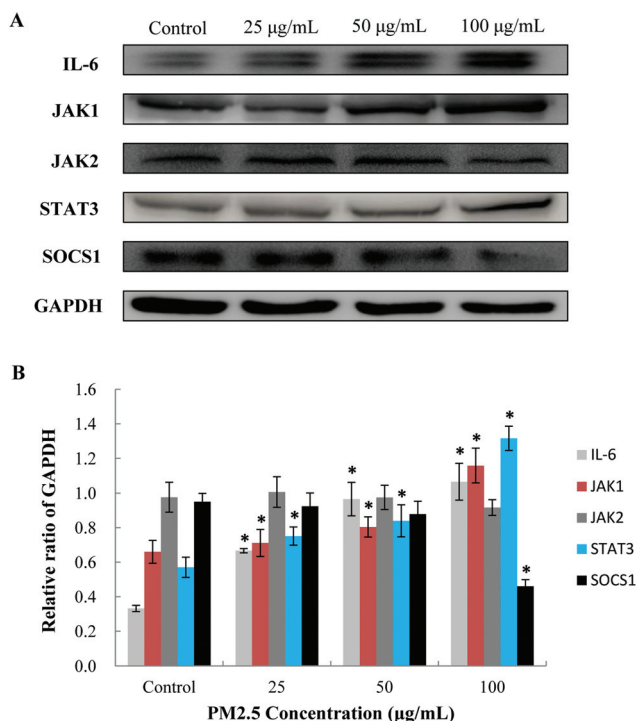 A
Control 25 μg/mL 50 μg/mL 100 μg/mL
IL-6
JAK1
JAK2
STAT3
SOCS1
GAPDH
B
Relative ratio of GAPDH
1.6
1.4
1.2
1.0
0.8
0.6
0.4
0.2
0.0
* * * * * * * * * *
Control 25 50 100
PM2.5 Concentration (μg/mL)
IL-6
JAK1
JAK2
STAT3
SOCS1